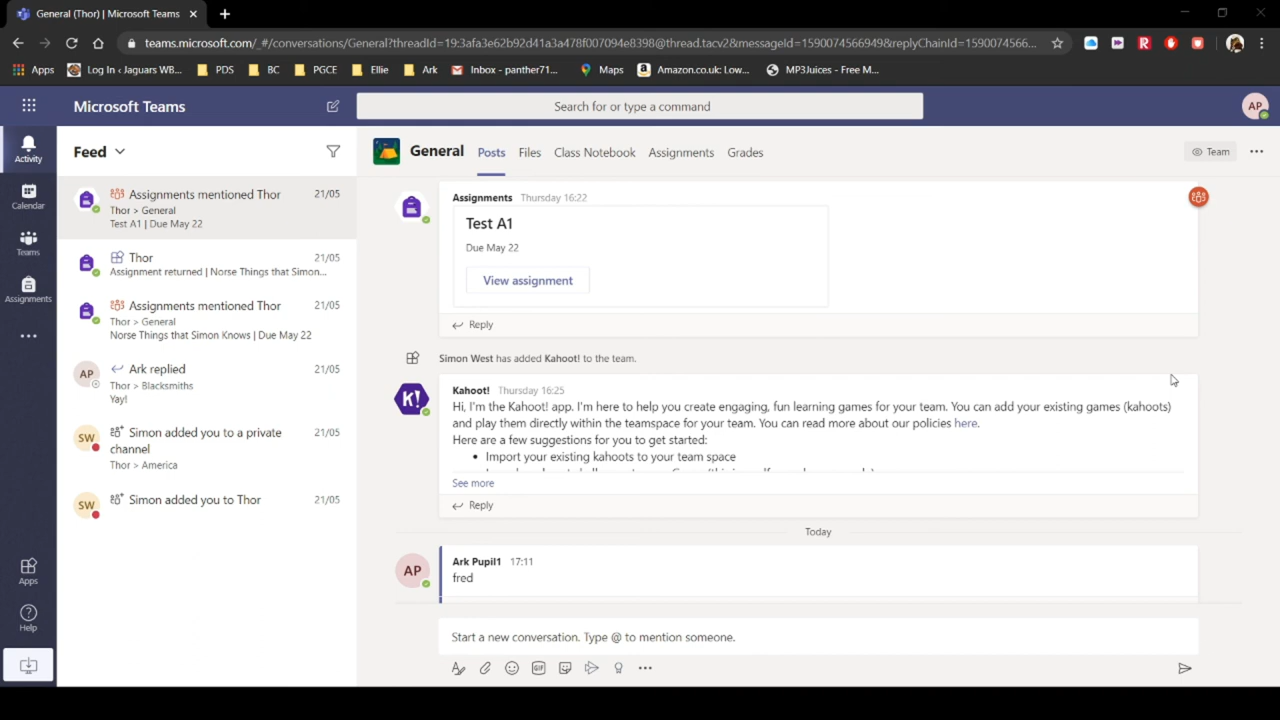 General (Thor) | Microsoft Teams
teams.microsoft.com/_#/conversations/General?threadId=19:3afa3e62b92d41a3a478f007094e8938@thread.tacv2&messageId=1590074566949&replyChainId=1590074566...
Apps Log In ‹ Jaguars WB... PDS BC PGCE Ellie Ark Inbox - panther71... Maps Amazon.co.uk: Low... MP3Juices - Free M...
Microsoft Teams
Search for or type a command
AP
Activity
Calendar
Teams
Assignments
Apps
Help
Feed
Assignments mentioned Thor 21/05
Thor > General
Test A1 | Due May 22
Thor 21/05
Assignment returned | Norse Things that Simon...
Assignments mentioned Thor 21/05
Thor > General
Norse Things that Simon Knows | Due May 22
AP Ark replied 21/05
Thor > Blacksmiths
Yay!
SW Simon added you to a private 21/05
channel
Thor > America
SW Simon added you to Thor 21/05
General Posts Files Class Notebook Assignments Grades Team
Assignments Thursday 16:22
Test A1
Due May 22
View assignment
Reply
Simon West has added Kahoot! to the team.
K! Kahoot! Thursday 16:25
Hi, I'm the Kahoot! app. I'm here to help you create engaging, fun learning games for your team. You can add your existing games (kahoots)
and play them directly within the teamspace for your team. You can read more about our policies here.
Here are a few suggestions for you to get started:
• Import your existing kahoots to your team space
See more
Reply
Today
AP Ark Pupil1 17:11
fred
Start a new conversation. Type @ to mention someone.
GIF